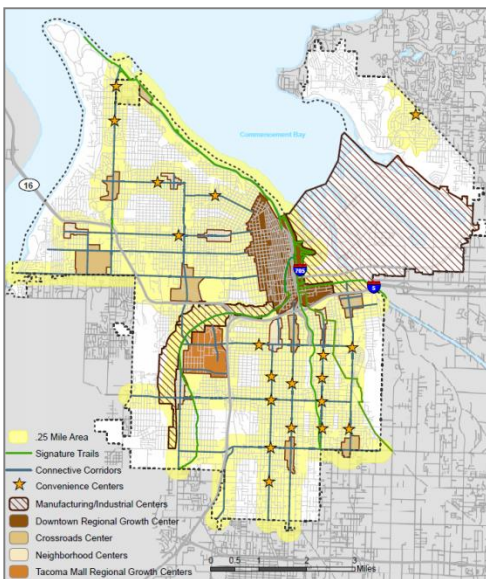 Commencement Bay
16
705
5
.25 Mile Area
Signature Trails
Connective Corridors
Convenience Centers
Manufacturing/Industrial Centers
Downtown Regional Growth Center
Crossroads Center
Neighborhood Centers
Tacoma Mall Regional Growth Centers
0 0.5 1 2 3
Miles